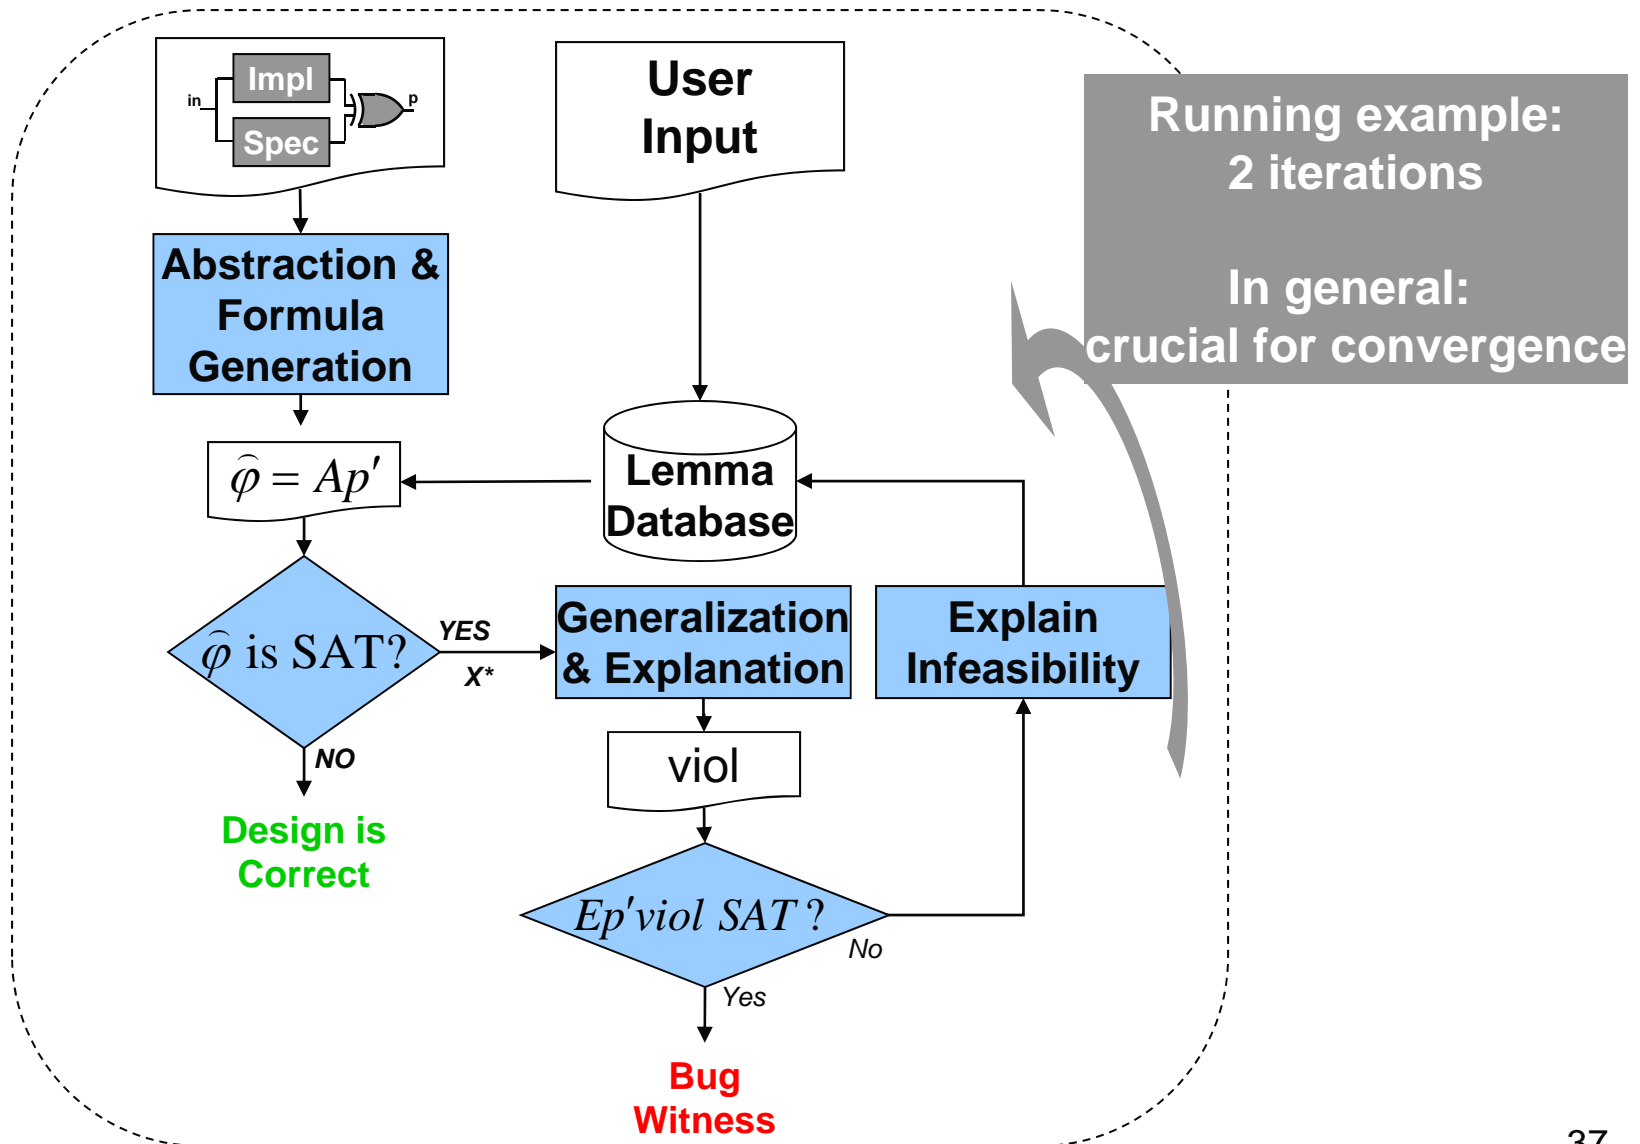 Impl
in
p
Spec
User
Input
Running example:
2 iterations
In general:
crucial for convergence
Abstraction &
Formula
Generation
φ̂ = Ap′
Lemma
Database
φ̂ is SAT?
YES
X*
NO
Generalization
& Explanation
Explain
Infeasibility
viol
Design is
Correct
Ep′viol SAT ?
No
Yes
Bug
Witness
37